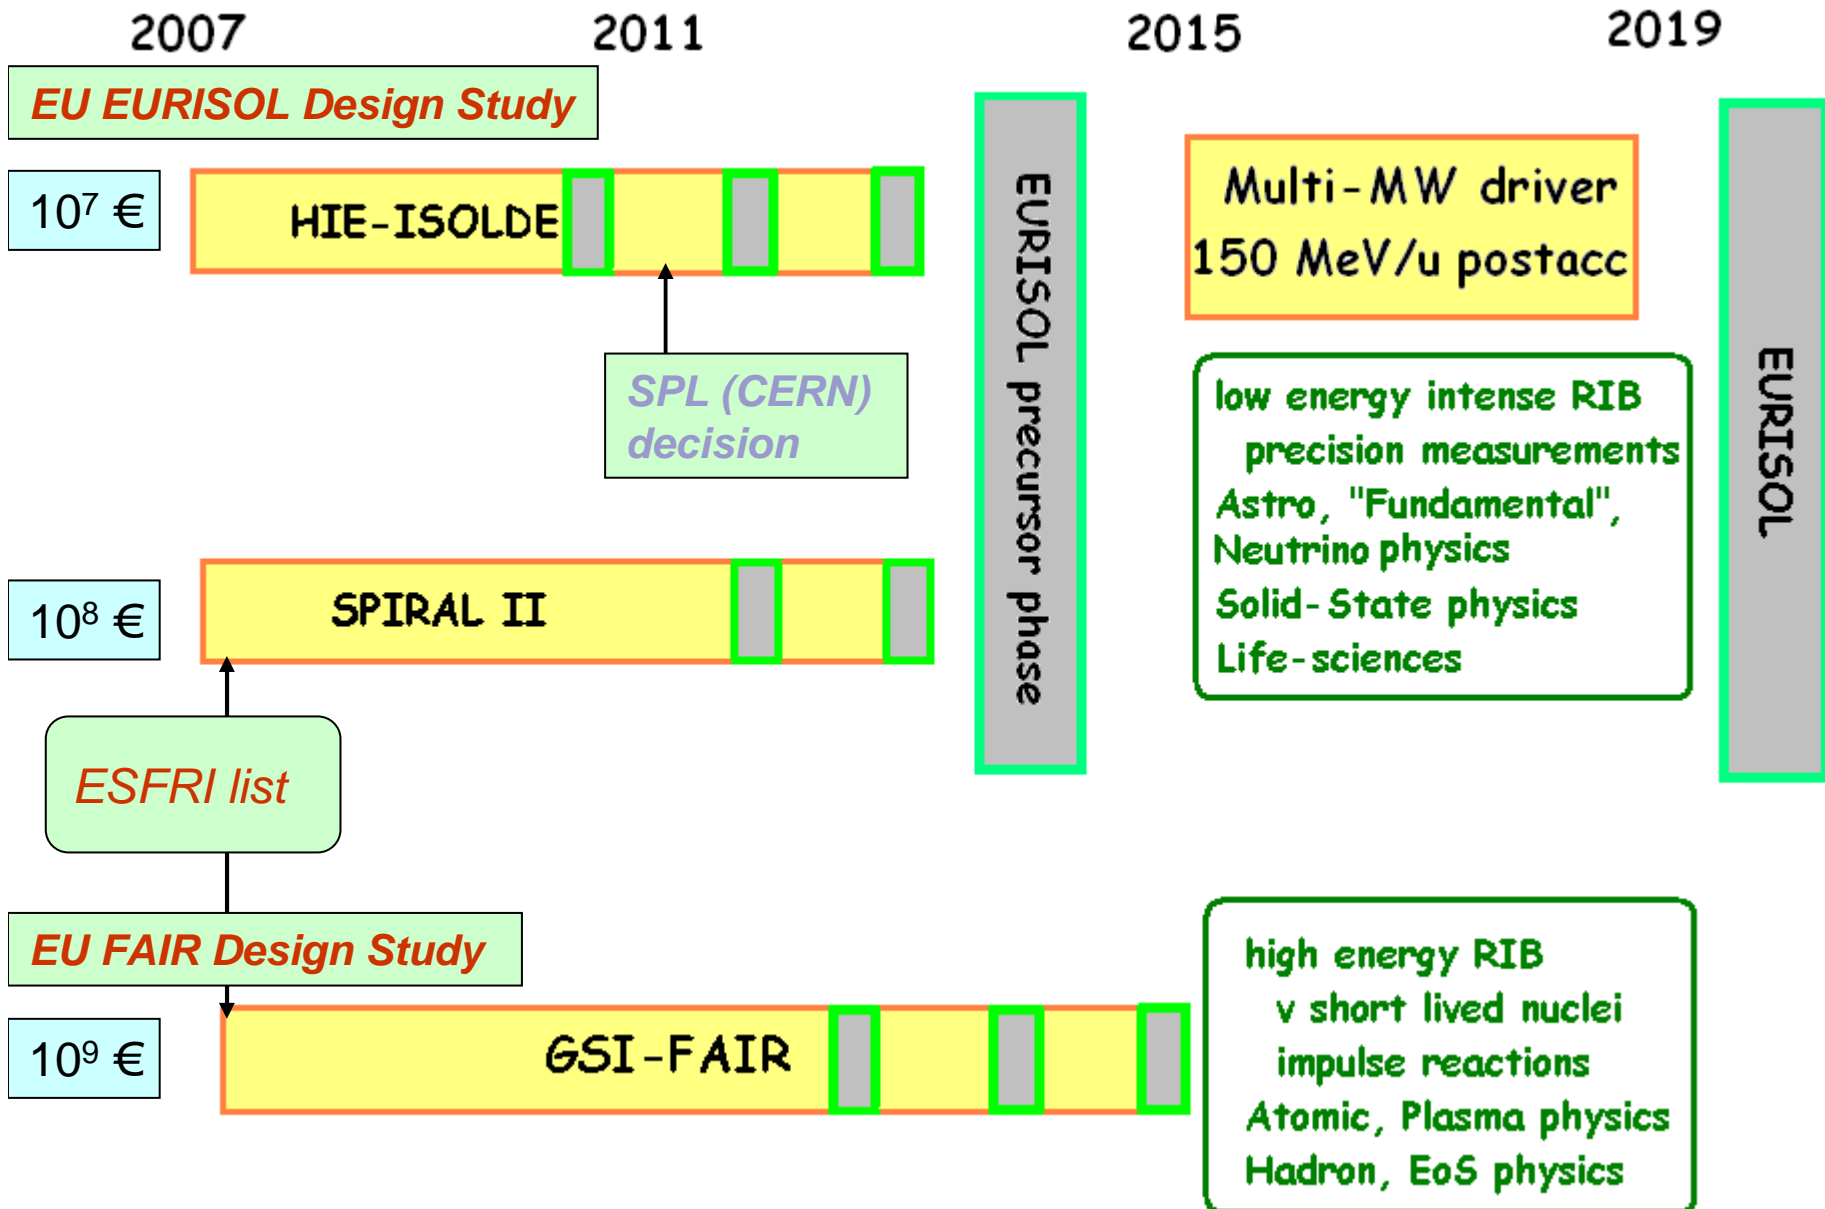 2007 2011 2015 2019
EU EURISOL Design Study
10⁷ €
HIE-ISOLDE
SPL (CERN)
decision
EURISOL precursor phase
Multi-MW driver
150 MeV/u postacc
low energy intense RIB
precision measurements
Astro, "Fundamental",
Neutrino physics
Solid-State physics
Life-sciences
EURISOL
10⁸ €
SPIRAL II
ESFRI list
EU FAIR Design Study
10⁹ €
GSI-FAIR
high energy RIB
v short lived nuclei
impulse reactions
Atomic, Plasma physics
Hadron, EoS physics